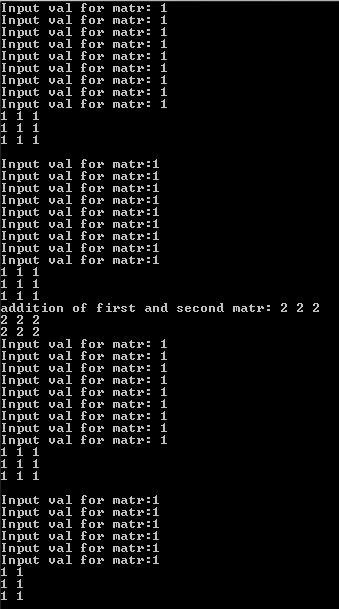 Input val for matr: 1
Input val for matr: 1
Input val for matr: 1
Input val for matr: 1
Input val for matr: 1
Input val for matr: 1
Input val for matr: 1
Input val for matr: 1
Input val for matr: 1
1 1 1
1 1 1
1 1 1
Input val for matr:1
Input val for matr:1
Input val for matr:1
Input val for matr:1
Input val for matr:1
Input val for matr:1
Input val for matr:1
Input val for matr:1
Input val for matr:1
1 1 1
1 1 1
1 1 1
addition of first and second matr: 2 2 2
2 2 2
2 2 2
Input val for matr: 1
Input val for matr: 1
Input val for matr: 1
Input val for matr: 1
Input val for matr: 1
Input val for matr: 1
Input val for matr: 1
Input val for matr: 1
Input val for matr: 1
1 1 1
1 1 1
1 1 1
Input val for matr:1
Input val for matr:1
Input val for matr:1
Input val for matr:1
Input val for matr:1
Input val for matr:1
1 1
1 1
1 1